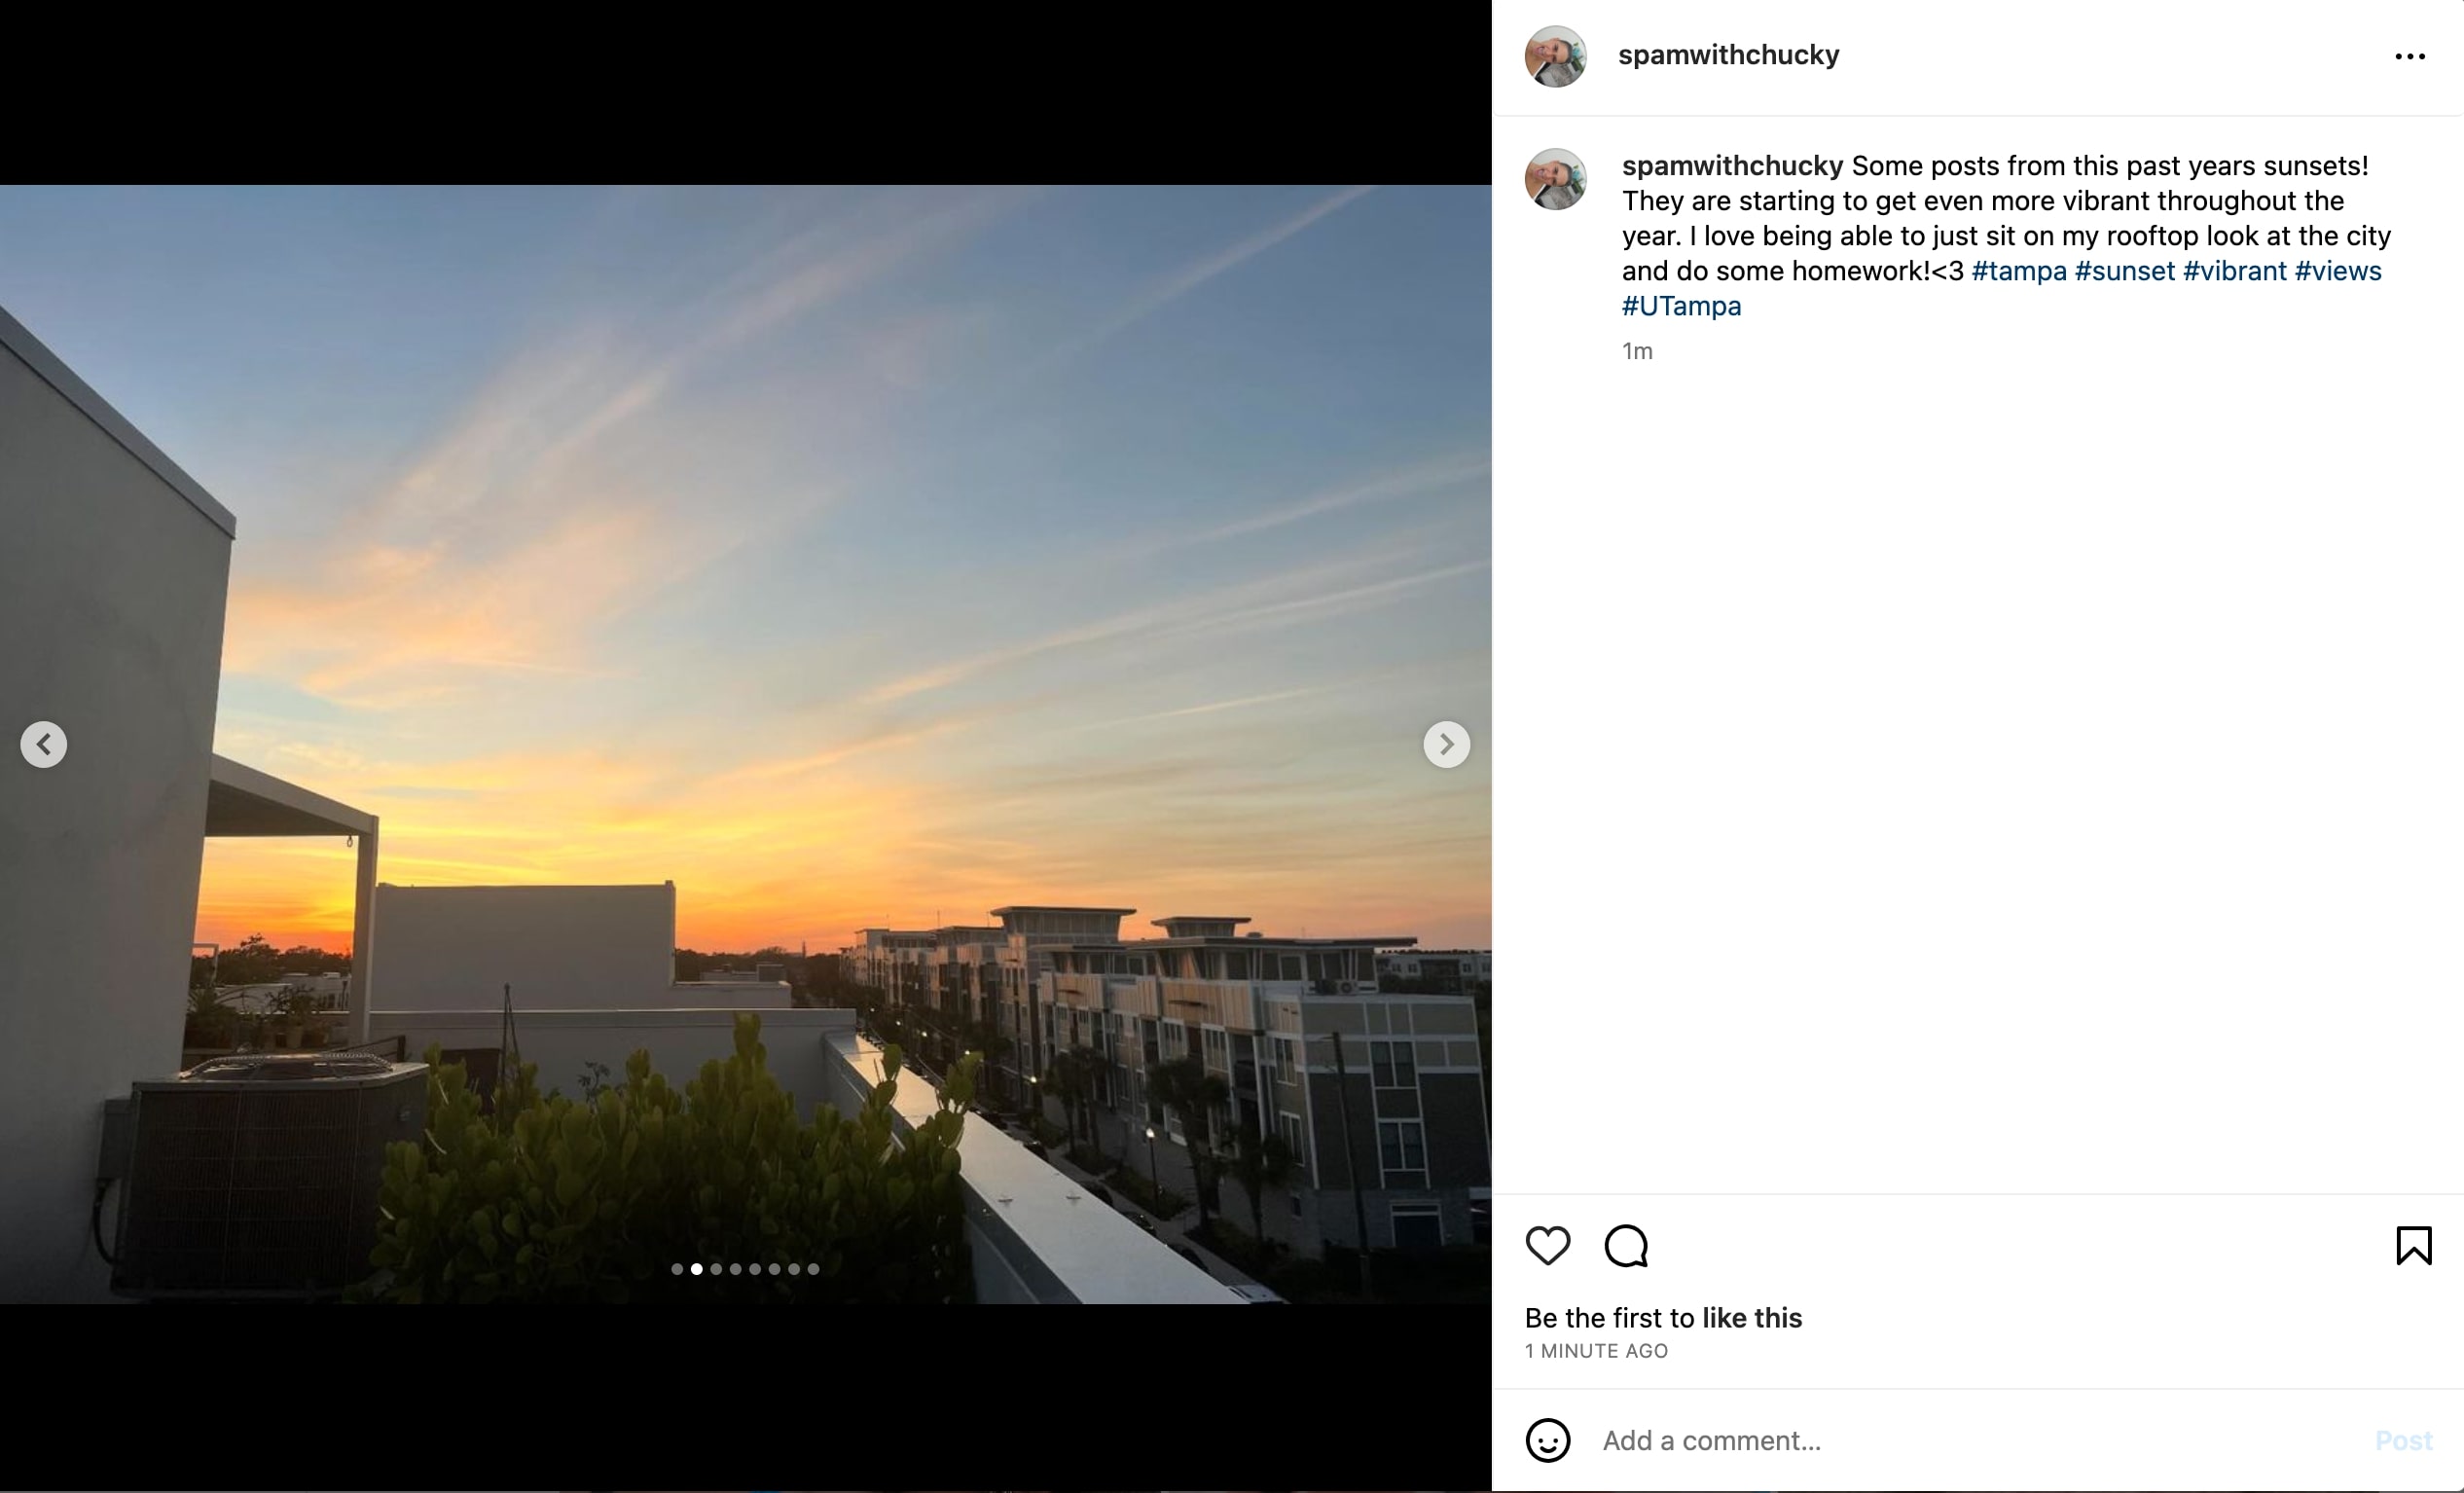 spamwithchucky
spamwithchucky Some posts from this past years sunsets!
They are starting to get even more vibrant throughout the
year. I love being able to just sit on my rooftop look at the city
and do some homework!<3 #tampa #sunset #vibrant #views
#UTampa
1m
Be the first to like this
1 MINUTE AGO
Add a comment...
Post